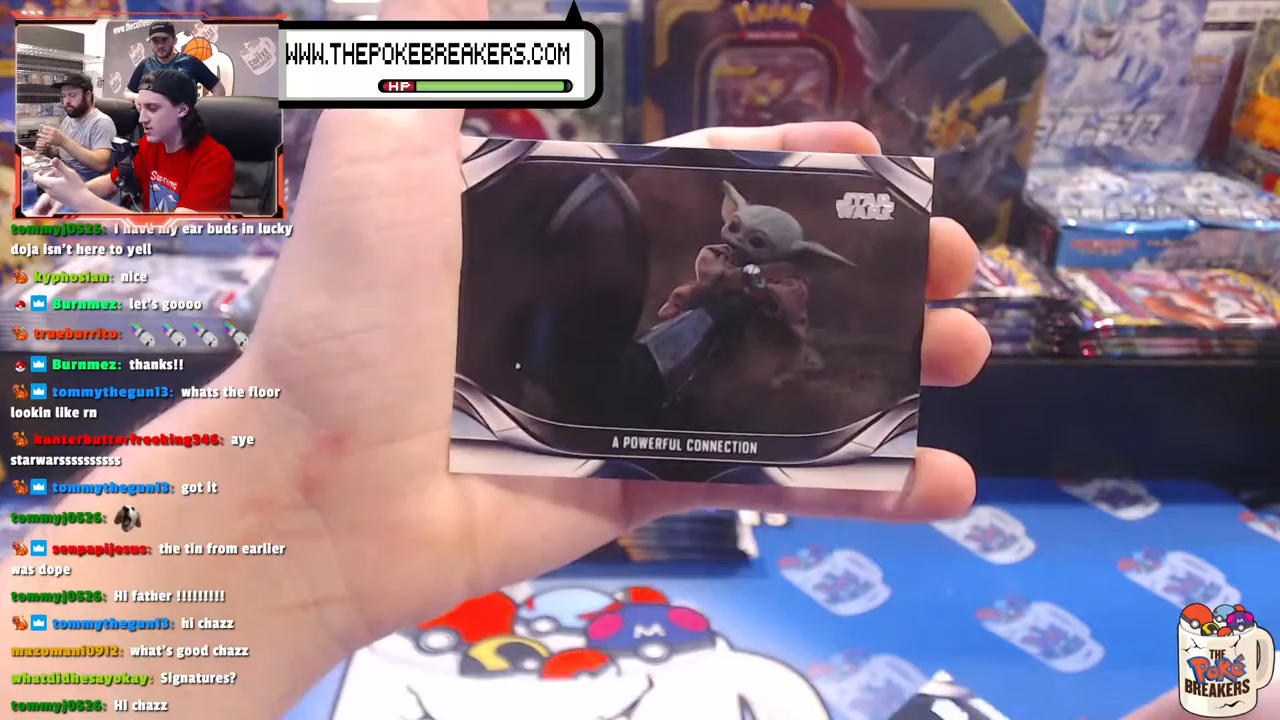 WWW.THEPOKEBREAKERS.COM
HP
STAR
WARS
A POWERFUL CONNECTION
Supreme
tommyj0526: I have my ear buds in lucky
doja isn't here to yell
kyphosian: nice
Burnmez: let's goooo
trueburrito:
Burnmez: thanks!!
tommythegun13: whats the floor
lookin like rn
hunterbutterfreeking346: aye
starwarssssssssss
tommythegun13: got it
tommyj0526:
senpapijesus: the tin from earlier
was dope
tommyj0526: Hi father !!!!!!!!!
tommythegun13: hi chazz
mazomani0912: what's good chazz
whatdidhesayokay: Signatures?
tommyj0526: Hi chazz
M
THE
Poké
BREAKERS